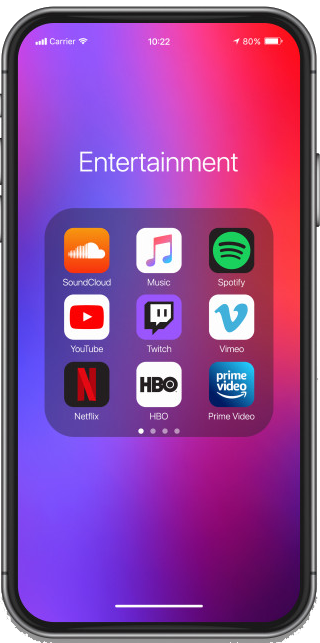 Carrier 10:22 80%
Entertainment
SoundCloud Music Spotify
YouTube Twitch Vimeo
HBO prime video
Netflix HBO Prime Video